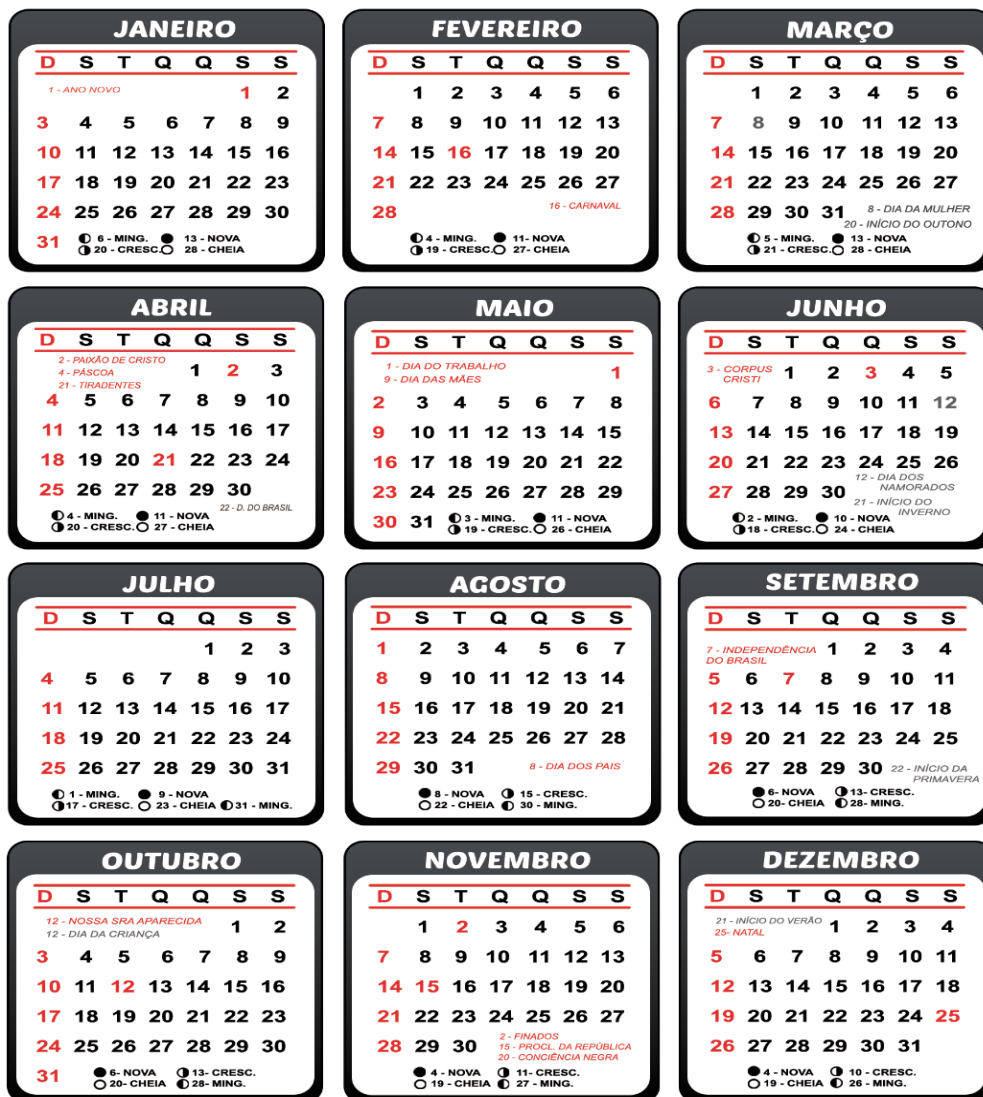 JANEIRO
D S T Q Q S S
1 - ANO NOVO 1 2
3 4 5 6 7 8 9
10 11 12 13 14 15 16
17 18 19 20 21 22 23
24 25 26 27 28 29 30
31 6 - MING. 13 - NOVA
20 - CRESC. 28 - CHEIA
FEVEREIRO
D S T Q Q S S
1 2 3 4 5 6
7 8 9 10 11 12 13
14 15 16 17 18 19 20
21 22 23 24 25 26 27
28 16 - CARNAVAL
4 - MING. 11- NOVA
19 - CRESC. 27- CHEIA
MARÇO
D S T Q Q S S
1 2 3 4 5 6
7 8 9 10 11 12 13
14 15 16 17 18 19 20
21 22 23 24 25 26 27
28 29 30 31 8 - DIA DA MULHER
20 - INÍCIO DO OUTONO
5 - MING. 13 - NOVA
21 - CRESC. 28 - CHEIA
ABRIL
D S T Q Q S S
2 - PAIXÃO DE CRISTO
4 - PÁSCOA 1 2 3
21 - TIRADENTES
4 5 6 7 8 9 10
11 12 13 14 15 16 17
18 19 20 21 22 23 24
25 26 27 28 29 30
22 - D. DO BRASIL
4 - MING. 11 - NOVA
20 - CRESC. 27 - CHEIA
MAIO
D S T Q Q S S
1 - DIA DO TRABALHO 1
9 - DIA DAS MÃES
2 3 4 5 6 7 8
9 10 11 12 13 14 15
16 17 18 19 20 21 22
23 24 25 26 27 28 29
30 31 3 - MING. 11 - NOVA
19 - CRESC. 26 - CHEIA
JUNHO
D S T Q Q S S
3 - CORPUS CRISTI 1 2 3 4 5
6 7 8 9 10 11 12
13 14 15 16 17 18 19
20 21 22 23 24 25 26
12 - DIA DOS NAMORADOS
27 28 29 30
21 - INÍCIO DO INVERNO
2 - MING. 10 - NOVA
18 - CRESC. 24 - CHEIA
JULHO
D S T Q Q S S
1 2 3
4 5 6 7 8 9 10
11 12 13 14 15 16 17
18 19 20 21 22 23 24
25 26 27 28 29 30 31
1 - MING. 9 - NOVA
17 - CRESC. 23 - CHEIA 31 - MING.
AGOSTO
D S T Q Q S S
1 2 3 4 5 6 7
8 9 10 11 12 13 14
15 16 17 18 19 20 21
22 23 24 25 26 27 28
29 30 31 8 - DIA DOS PAIS
8 - NOVA 15 - CRESC.
22 - CHEIA 30 - MING.
SETEMBRO
D S T Q Q S S
7 - INDEPENDÊNCIA 1 2 3 4
DO BRASIL
5 6 7 8 9 10 11
12 13 14 15 16 17 18
19 20 21 22 23 24 25
26 27 28 29 30 22 - INÍCIO DA
PRIMAVERA
6- NOVA 13- CRESC.
20- CHEIA 28- MING.
OUTUBRO
D S T Q Q S S
12 - NOSSA SRA APARECIDA 1 2
12 - DIA DA CRIANÇA
3 4 5 6 7 8 9
10 11 12 13 14 15 16
17 18 19 20 21 22 23
24 25 26 27 28 29 30
31 6- NOVA 13- CRESC.
20- CHEIA 28- MING.
NOVEMBRO
D S T Q Q S S
1 2 3 4 5 6
7 8 9 10 11 12 13
14 15 16 17 18 19 20
21 22 23 24 25 26 27
28 29 30 2 - FINADOS
15 - PROCL. DA REPÚBLICA
20 - CONCIÊNCIA NEGRA
4 - NOVA 11- CRESC.
19 - CHEIA 27 - MING.
DEZEMBRO
D S T Q Q S S
21 - INÍCIO DO VERÃO 1 2 3 4
25- NATAL
5 6 7 8 9 10 11
12 13 14 15 16 17 18
19 20 21 22 23 24 25
26 27 28 29 30 31
4 - NOVA 10 - CRESC.
19 - CHEIA 26 - MING.